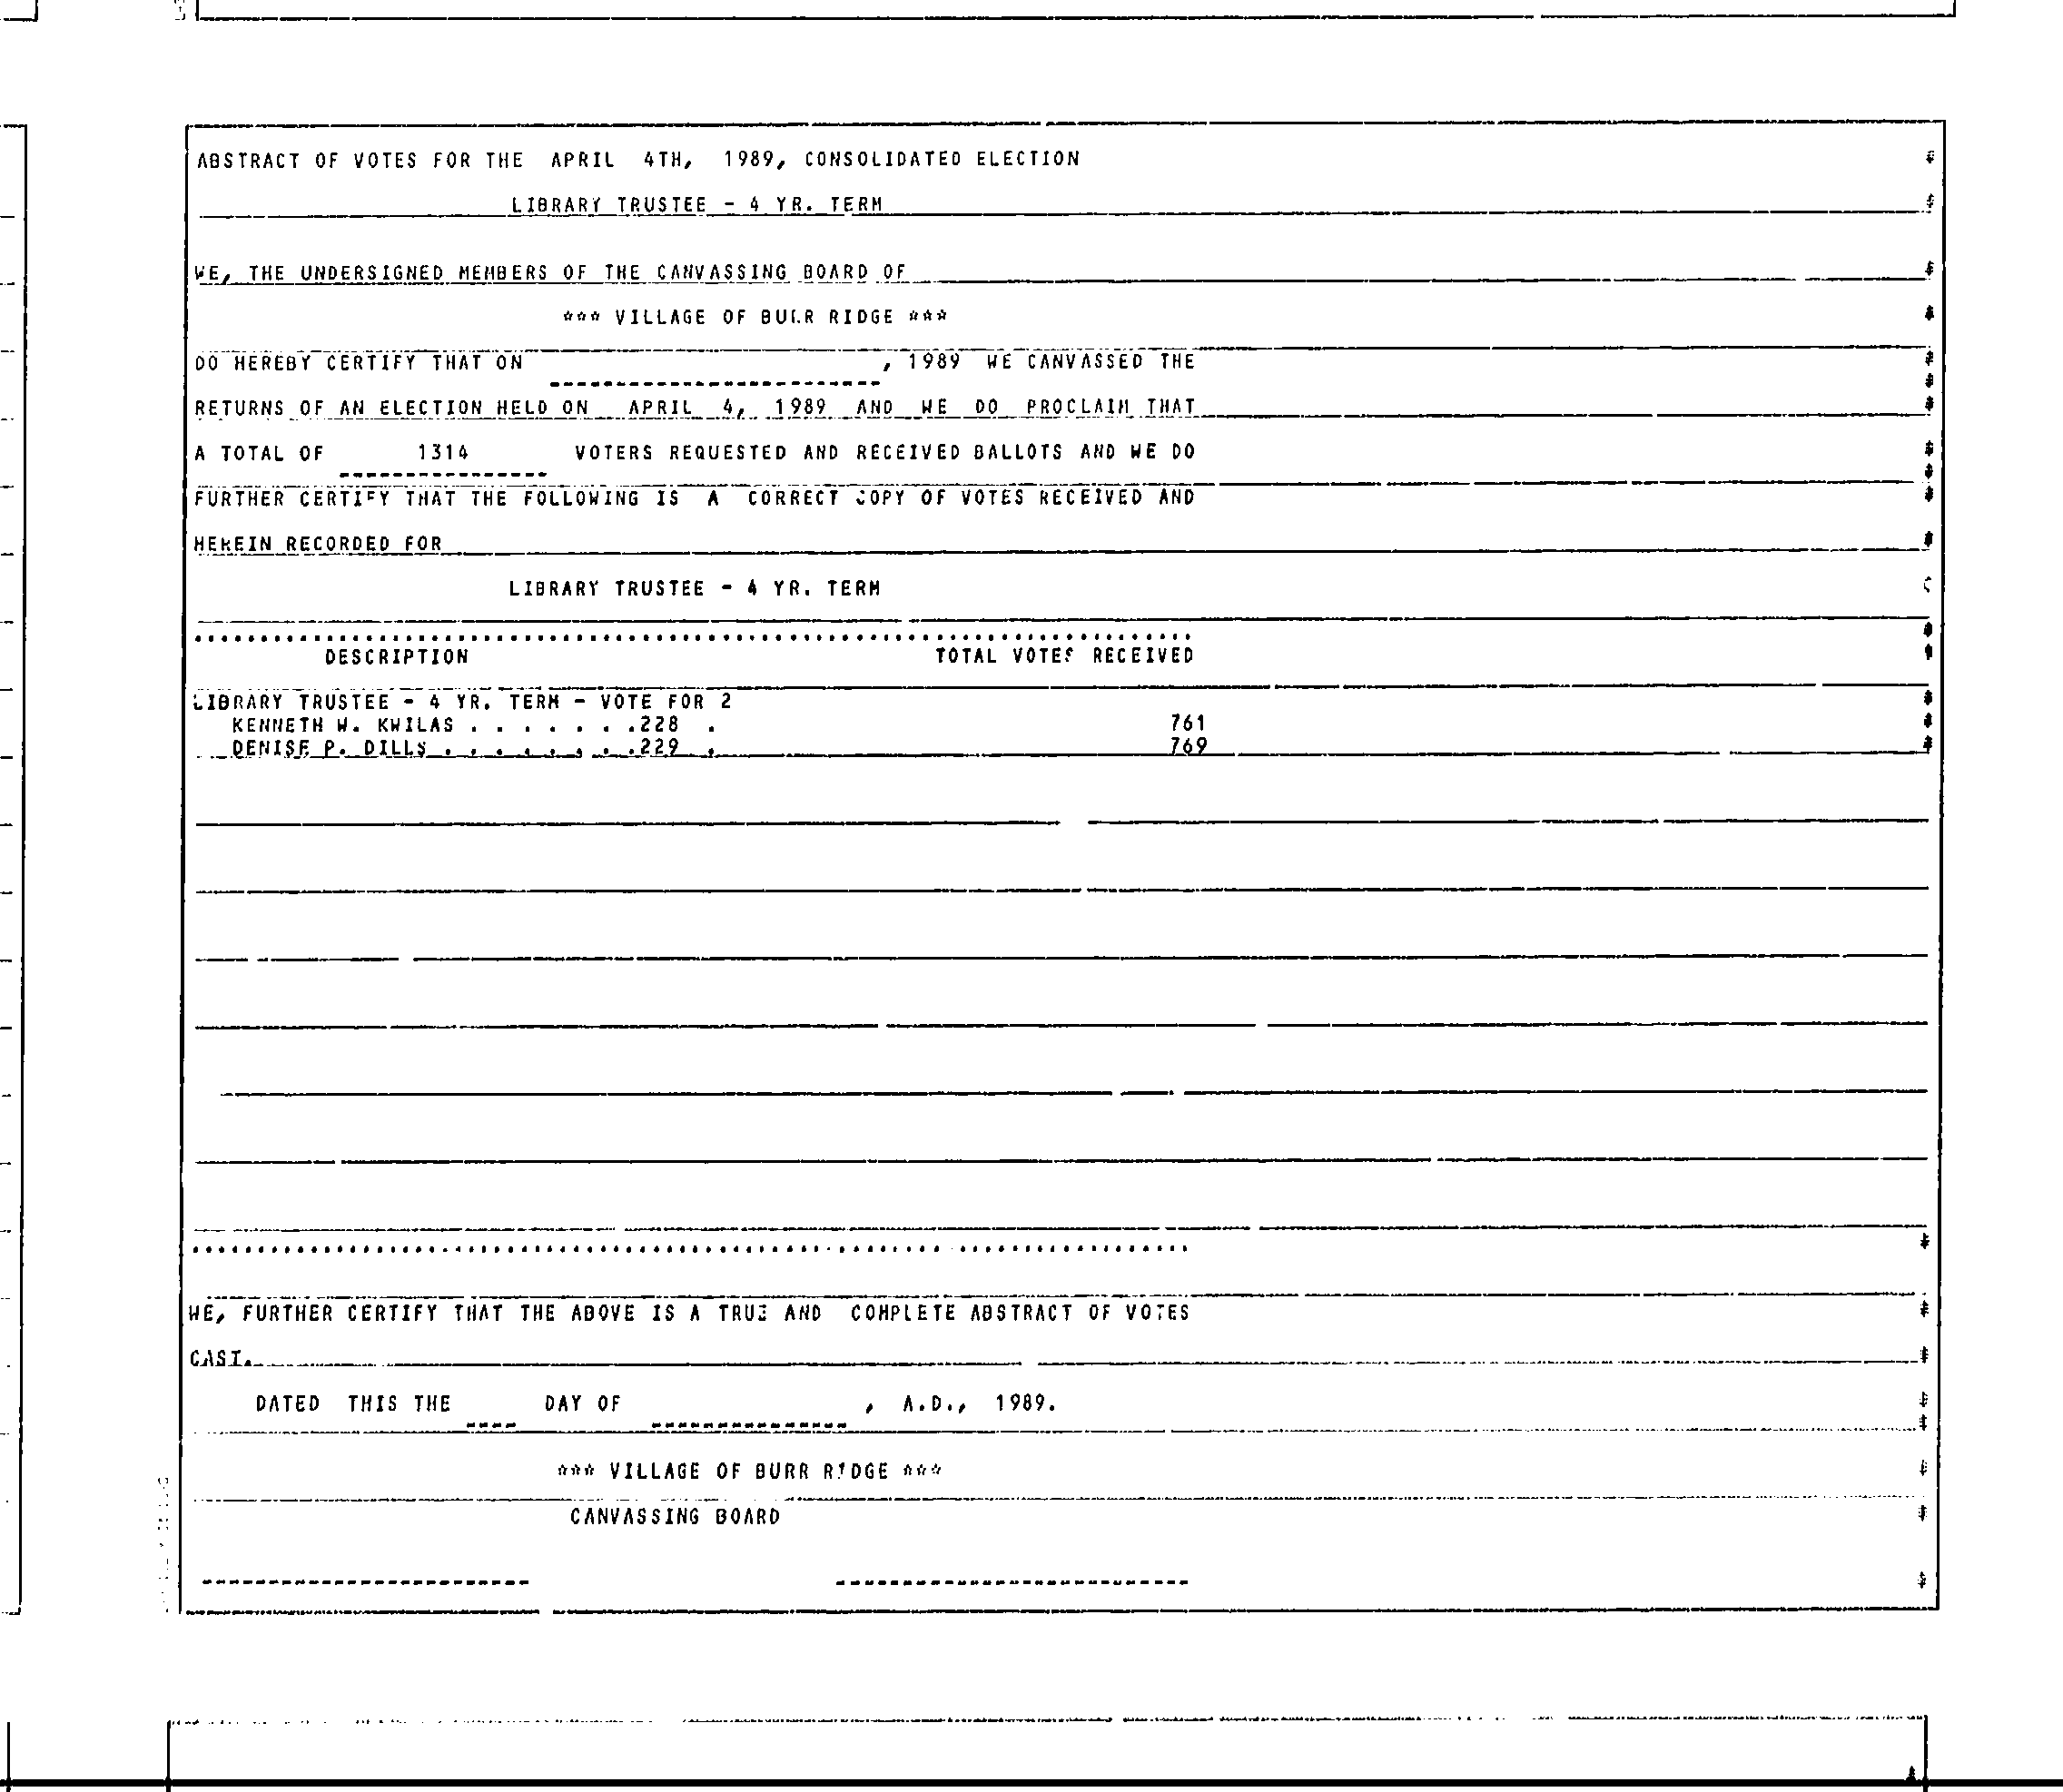 ABSTRACT OF VOTES FOR THE APRIL 4TH, 1989, CONSOLIDATED ELECTION
LIBRARY TRUSTEE - 4 YR. TERM
WE, THE UNDERSIGNED MEMBERS OF THE CANVASSING BOARD OF
*** VILLAGE OF BURR RIDGE ***
DO HEREBY CERTIFY THAT ON , 1989 WE CANVASSED THE
RETURNS OF AN ELECTION HELD ON APRIL 4, 1989 AND WE DO PROCLAIM THAT
A TOTAL OF 1314 VOTERS REQUESTED AND RECEIVED BALLOTS AND WE DO
FURTHER CERTIFY THAT THE FOLLOWING IS A CORRECT COPY OF VOTES RECEIVED AND
HEREIN RECORDED FOR
LIBRARY TRUSTEE - 4 YR. TERM
DESCRIPTION TOTAL VOTES RECEIVED
LIBRARY TRUSTEE - 4 YR. TERM - VOTE FOR 2
KENNETH W. KWILAS . . . . . . .228 . 761
DENISE P. DILLS . . . . . . . .229 . 769
WE, FURTHER CERTIFY THAT THE ABOVE IS A TRUE AND COMPLETE ABSTRACT OF VOTES
CAST.
DATED THIS THE DAY OF , A.D., 1989.
*** VILLAGE OF BURR RIDGE ***
CANVASSING BOARD